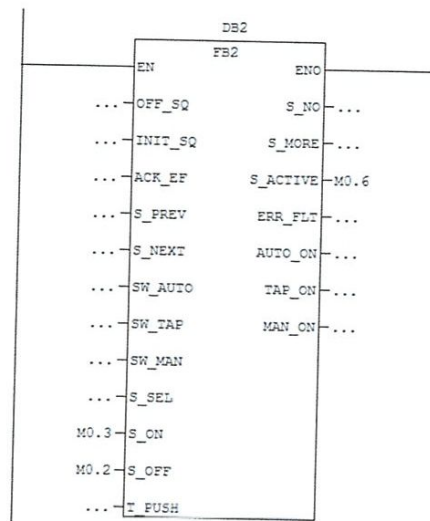 DB2
FB2
EN ENO
... OFF_SQ S_NO ...
... INIT_SQ S_MORE ...
... ACK_EF S_ACTIVE M0.6
... S_PREV ERR_FLT ...
... S_NEXT AUTO_ON ...
... SW_AUTO TAP_ON ...
... SW_TAP MAN_ON ...
... SW_MAN
... S_SEL
M0.3 S_ON
M0.2 S_OFF
... T_PUSH